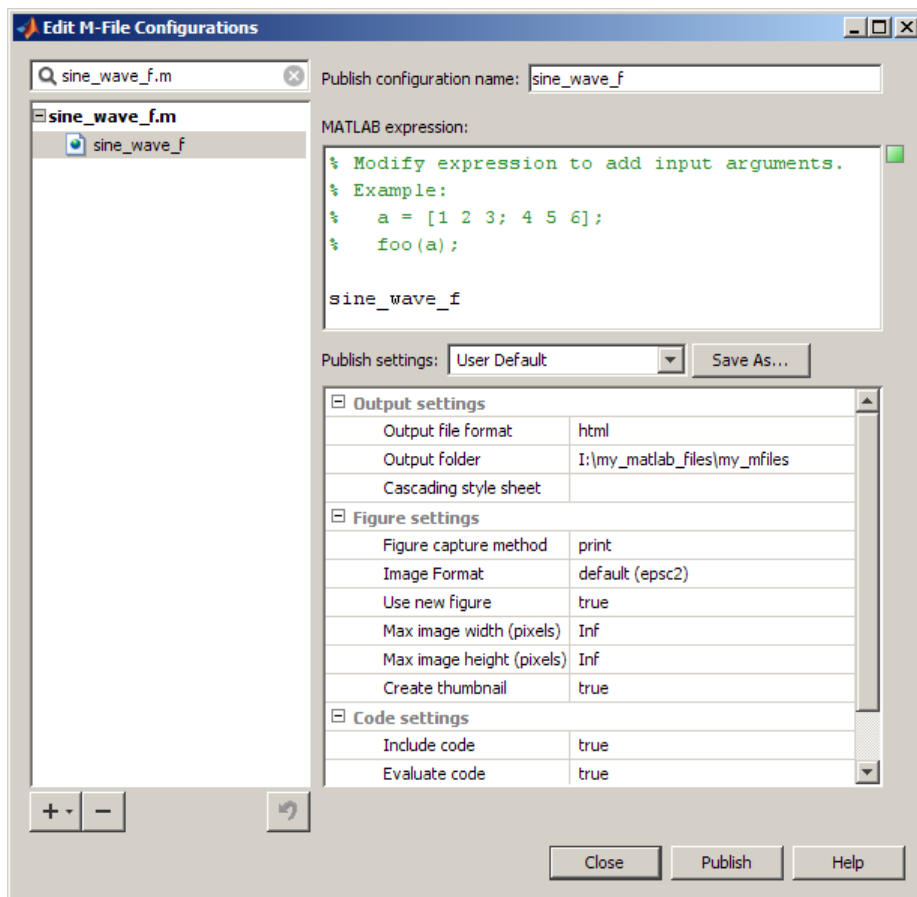 Edit M-File Configurations
sine_wave_f.m
sine_wave_f.m
sine_wave_f
Publish configuration name: sine_wave_f
MATLAB expression:
% Modify expression to add input arguments.
% Example:
%   a = [1 2 3; 4 5 6];
%   foo(a);
sine_wave_f
Publish settings: User Default Save As...
Output settings
Output file format html
Output folder I:\my_matlab_files\my_mfiles
Cascading style sheet
Figure settings
Figure capture method print
Image Format default (epsc2)
Use new figure true
Max image width (pixels) Inf
Max image height (pixels) Inf
Create thumbnail true
Code settings
Include code true
Evaluate code true
Close Publish Help